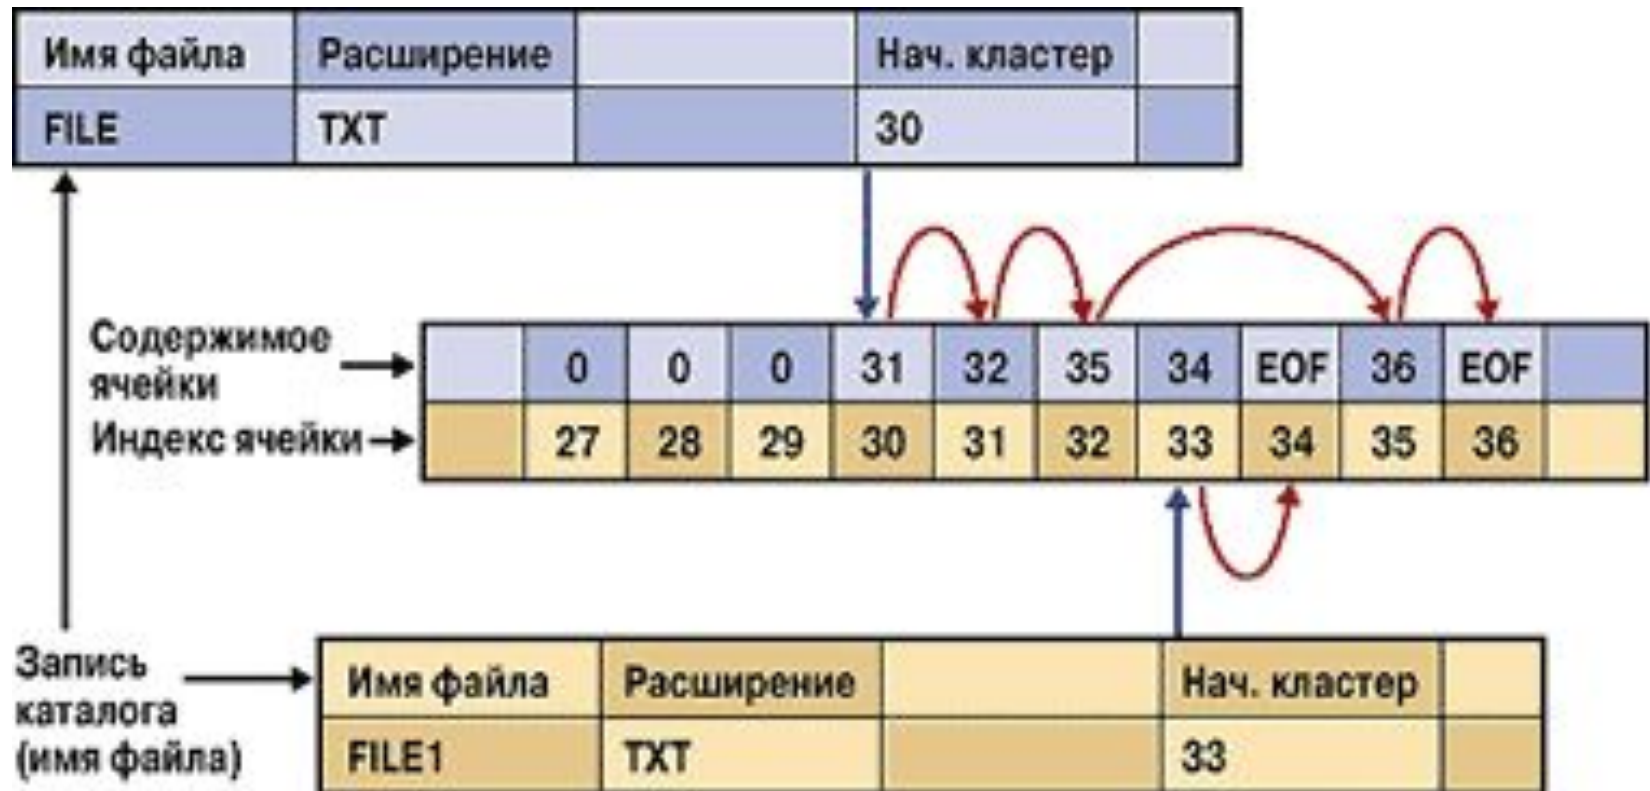 Имя файла Расширение Нач. кластер
FILE TXT 30
Содержимое
ячейки
0 0 0 31 32 35 34 EOF 36 EOF
Индекс ячейки
27 28 29 30 31 32 33 34 35 36
Запись
каталога
(имя файла)
Имя файла Расширение Нач. кластер
FILE1 TXT 33